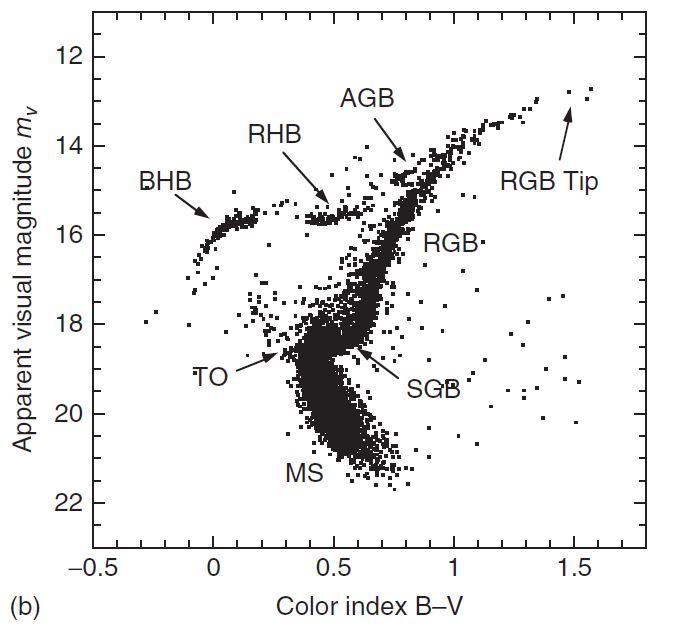 12
14
16
18
20
22
Apparent visual magnitude mv
AGB
RHB
BHB
RGB Tip
RGB
TO
SGB
MS
−0.5 0 0.5 1 1.5
(b) Color index B–V